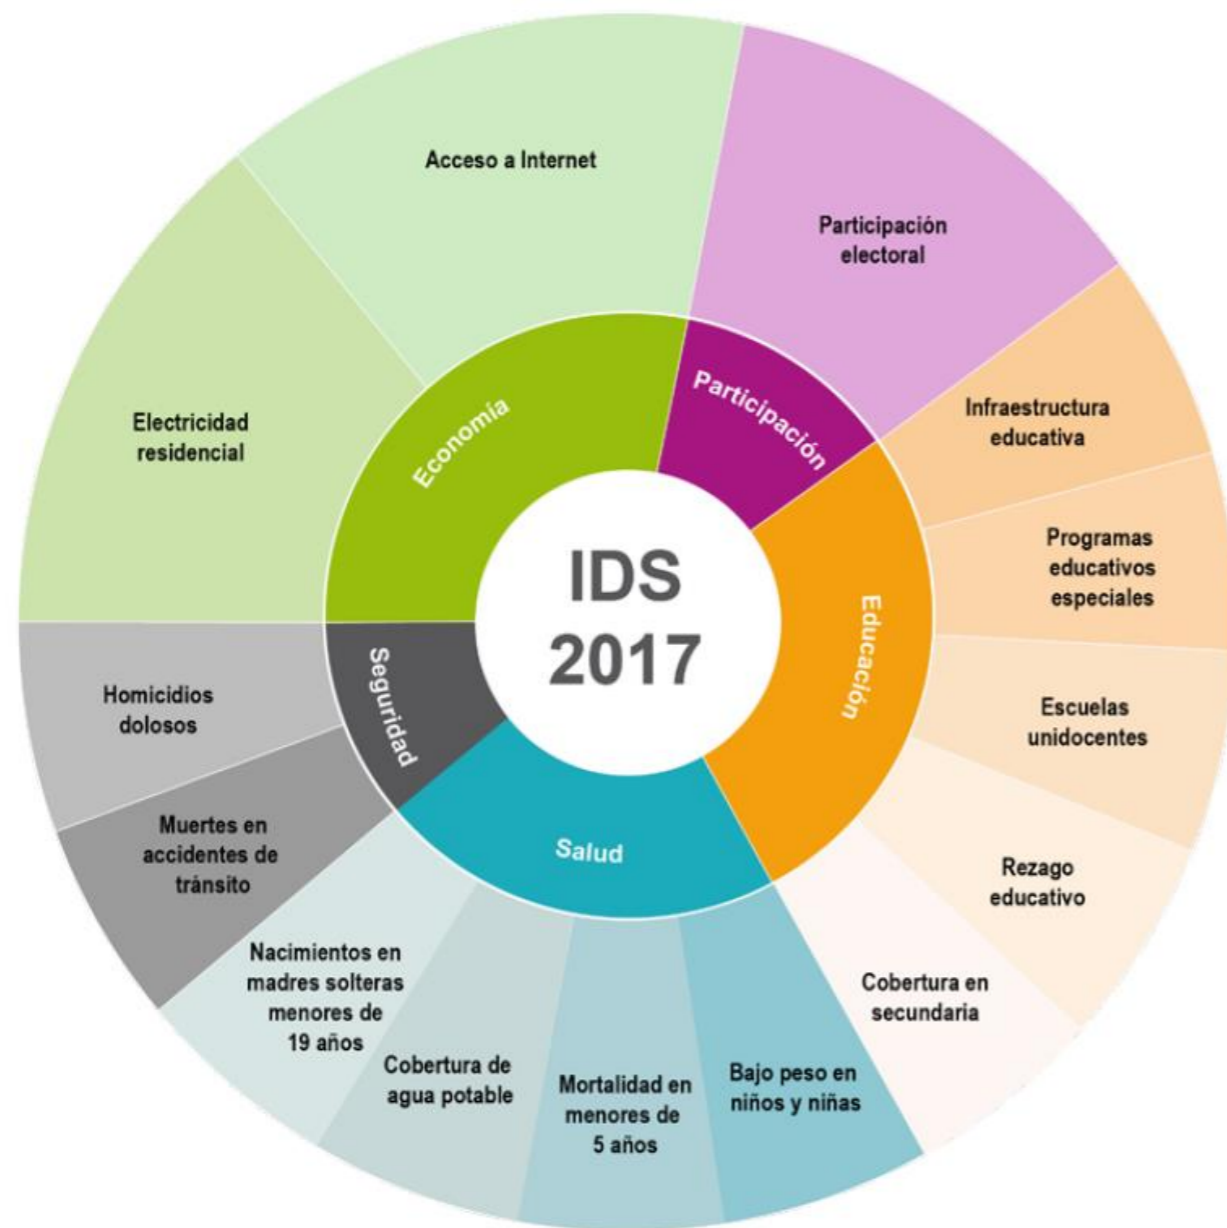 Acceso a Internet
Participación
electoral
Infraestructura
educativa
Programas
educativos
especiales
Escuelas
unidocentes
Rezago
educativo
Cobertura en
secundaria
Bajo peso en
niños y niñas
Mortalidad en
menores de
5 años
Cobertura de
agua potable
Nacimientos en
madres solteras
menores de
19 años
Muertes en
accidentes de
tránsito
Homicidios
dolosos
Electricidad
residencial
Economía
Participación
Educación
Salud
Seguridad
IDS
2017